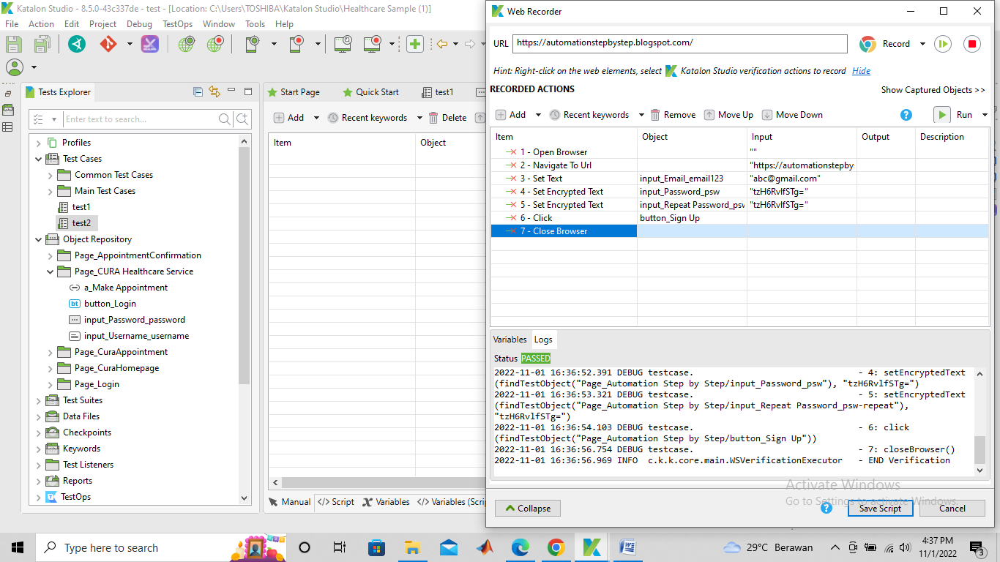 Katalon Studio - 8.5.0-43c337de - test - [Location: C:\Users\TOSHIBA\Katalon Studio\Healthcare Sample (1)]
File Action Edit Project Debug TestOps Window Tools Help
Tests Explorer
Enter text to search...
Profiles
Test Cases
Common Test Cases
Main Test Cases
test1
test2
Object Repository
Page_AppointmentConfirmation
Page_CURA Healthcare Service
a_Make Appointment
bt button_Login
input_Password_password
input_Username_username
Page_CuraAppointment
Page_CuraHomepage
Page_Login
Test Suites
Data Files
Checkpoints
Keywords
Test Listeners
Reports
TestOps
Start Page Quick Start test1
Add Recent keywords Delete
Item Object
Manual </> Script Variables </> Variables (Scri
Web Recorder
URL https://automationstepbystep.blogspot.com/ Record
Hint: Right-click on the web elements, select Katalon Studio verification actions to record Hide
RECORDED ACTIONS
Show Captured Objects >>
Add Recent keywords Remove Move Up Move Down ? Run
Item Object Input Output Description
1 - Open Browser ""
2 - Navigate To Url "https://automationstepby
3 - Set Text input_Email_email123 "abc@gmail.com"
4 - Set Encrypted Text input_Password_psw "tzH6RvlfSTg="
5 - Set Encrypted Text input_Repeat Password_psw "tzH6RvlfSTg="
6 - Click button_Sign Up
7 - Close Browser
Variables Logs
Status PASSED
2022-11-01 16:36:52.391 DEBUG testcase. - 4: setEncryptedText
(findTestObject("Page_Automation Step by Step/input_Password_psw"), "tzH6RvlfSTg=")
2022-11-01 16:36:53.321 DEBUG testcase. - 5: setEncryptedText
(findTestObject("Page_Automation Step by Step/input_Repeat Password_psw-repeat"),
"tzH6RvlfSTg=")
2022-11-01 16:36:54.103 DEBUG testcase. - 6: click
(findTestObject("Page_Automation Step by Step/button_Sign Up"))
2022-11-01 16:36:56.754 DEBUG testcase. - 7: closeBrowser()
2022-11-01 16:36:56.969 INFO c.k.k.core.main.WSVerificationExecutor - END Verification
Activate Windows
Go to Settings to activate Windows.
Collapse ? Save Script Cancel
Type here to search
29°C Berawan
4:37 PM
11/1/2022
3